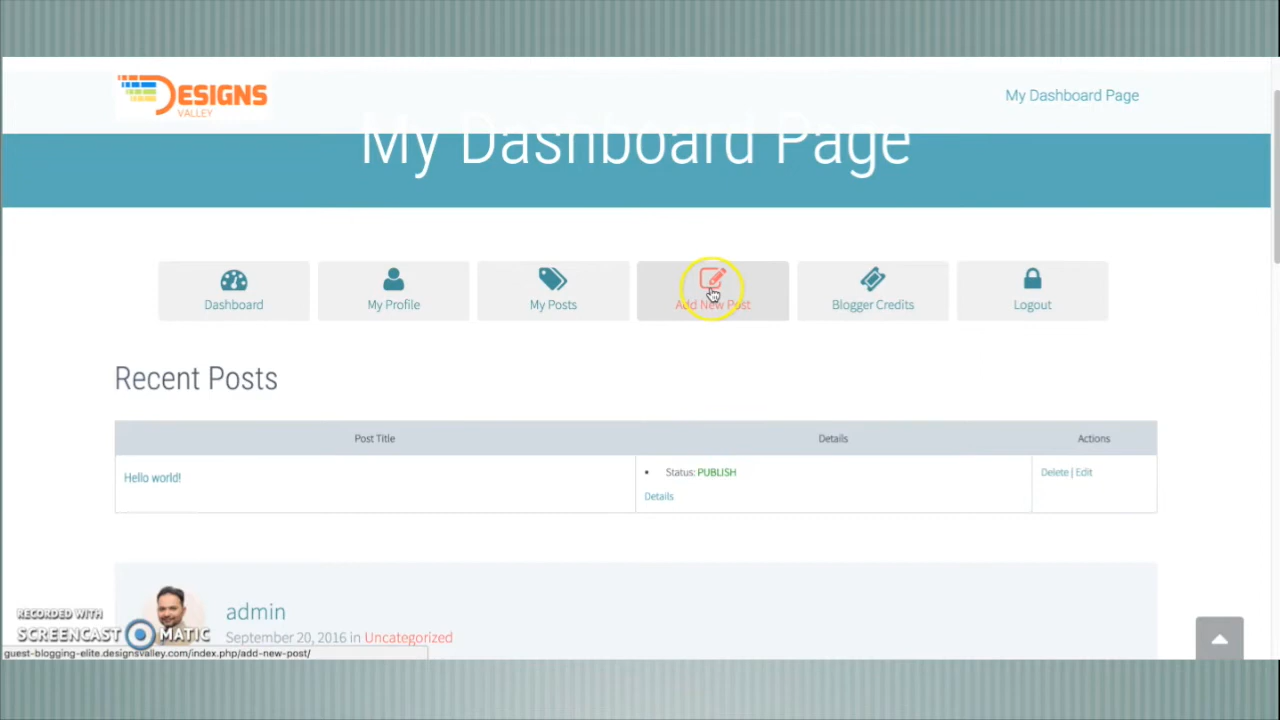 DESIGNS
VALLEY
My Dashboard Page
My Dashboard Page
Dashboard
My Profile
My Posts
Add New Post
Blogger Credits
Logout
Recent Posts
Post Title
Details
Actions
Hello world!
• Status: PUBLISH
Details
Delete | Edit
admin
September 20, 2016 in Uncategorized
RECORDED WITH
SCREENCAST MATIC
guest-blogging-elite.designsvalley.com/index.php/add-new-post/